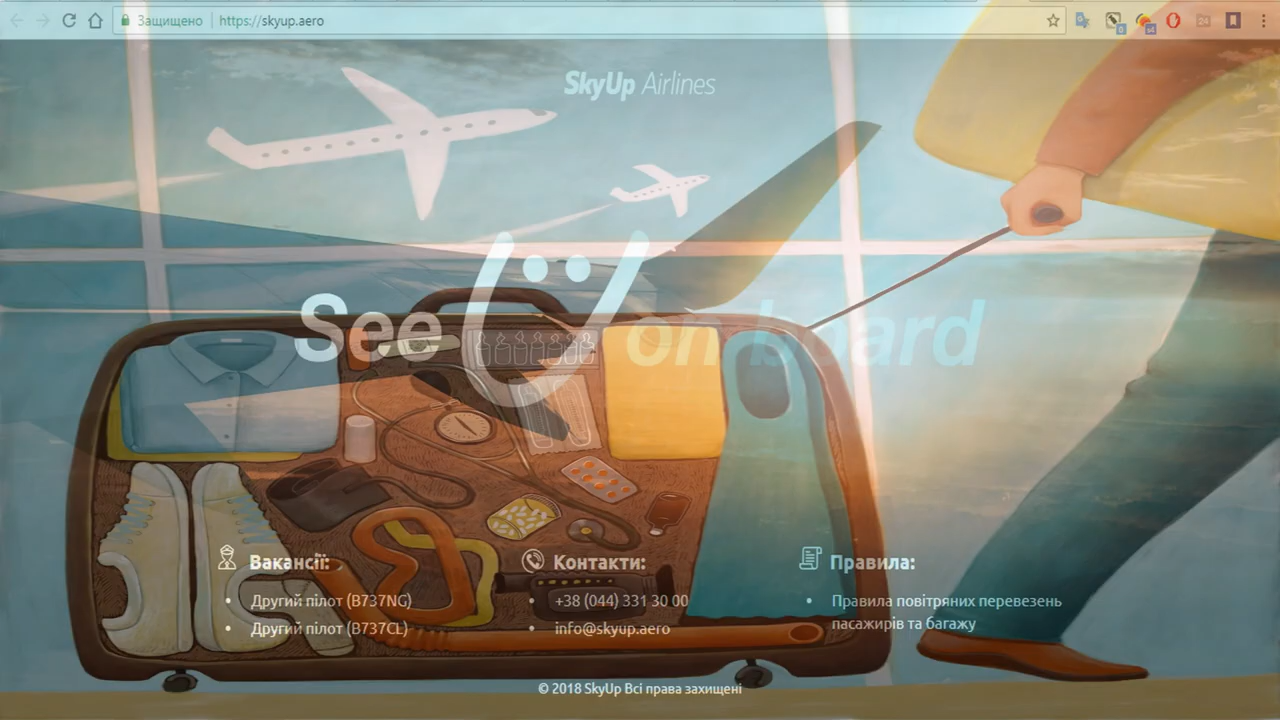 Защищено
https://skyup.aero
SkyUp Airlines
See on board
Вакансії:
Другий пілот (B737NG)
Другий пілот (B737CL)
Контакти:
+38 (044) 331 30 00
info@skyup.aero
Правила:
Правила повітряних перевезень
пасажирів та багажу
© 2018 SkyUp Всі права захищені